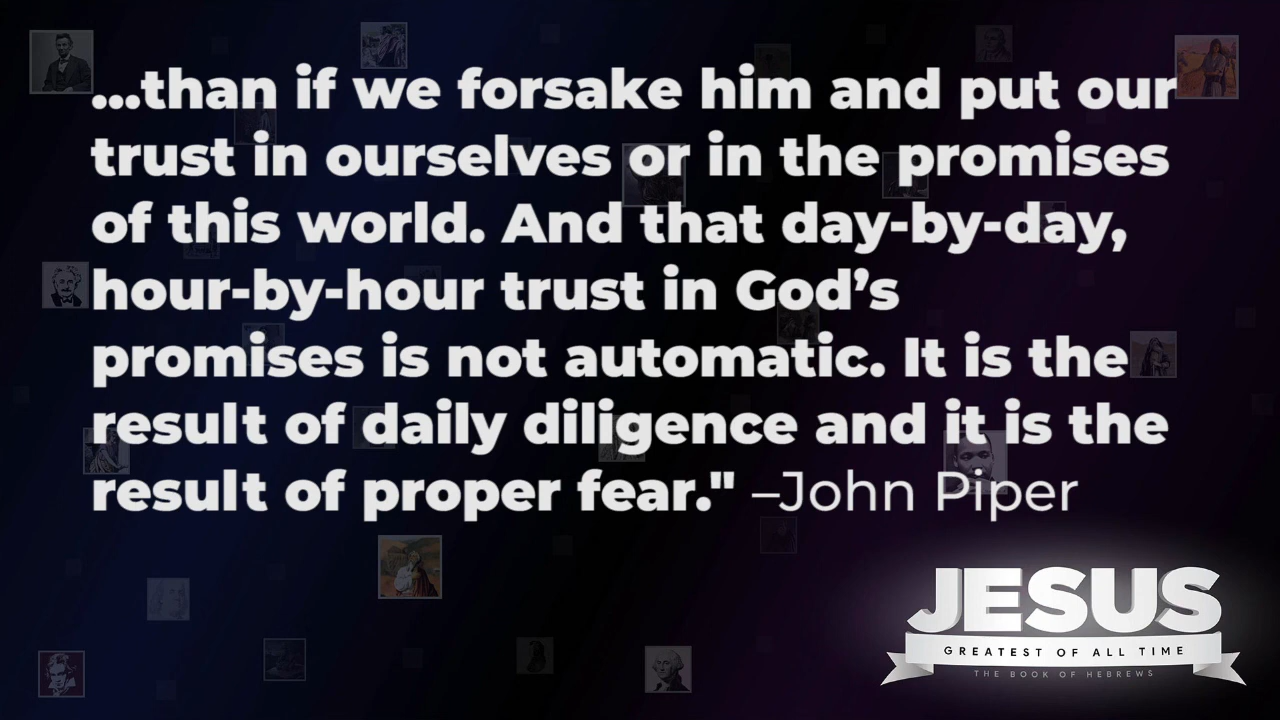 ...than if we forsake him and put our
trust in ourselves or in the promises
of this world. And that day-by-day,
hour-by-hour trust in God’s
promises is not automatic. It is the
result of daily diligence and it is the
result of proper fear." –John Piper
JESUS
GREATEST OF ALL TIME
THE BOOK OF HEBREWS